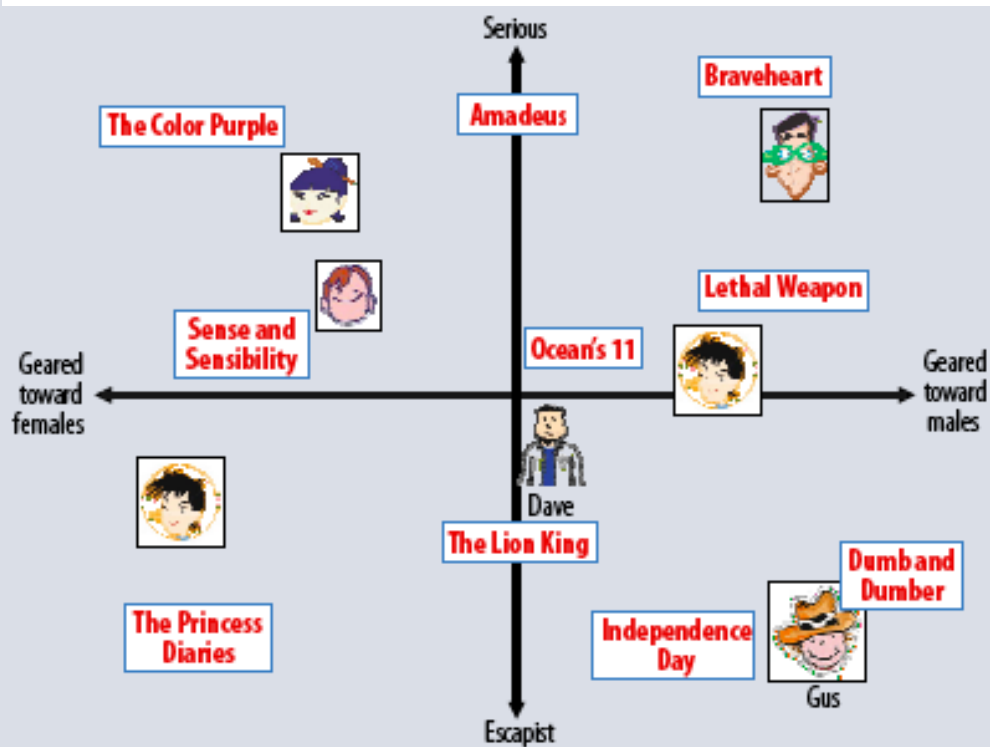 Serious
Braveheart
Amadeus
The Color Purple
Lethal Weapon
Sense and
Sensibility
Ocean's 11
Geared
toward
females
Geared
toward
males
Dave
The Lion King
Dumb and
Dumber
The Princess
Diaries
Independence
Day
Gus
Escapist